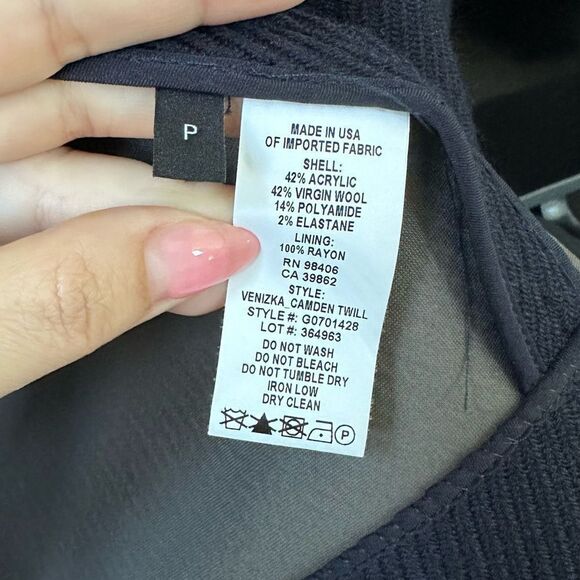 P
MADE IN USA
OF IMPORTED FABRIC
SHELL:
42% ACRYLIC
42% VIRGIN WOOL
14% POLYAMIDE
2% ELASTANE
LINING:
100% RAYON
RN 98406
CA 39862
STYLE:
VENIZKA_CAMDEN TWILL
STYLE #: G0701428
LOT #: 364963
DO NOT WASH
DO NOT BLEACH
DO NOT TUMBLE DRY
IRON LOW
DRY CLEAN
P